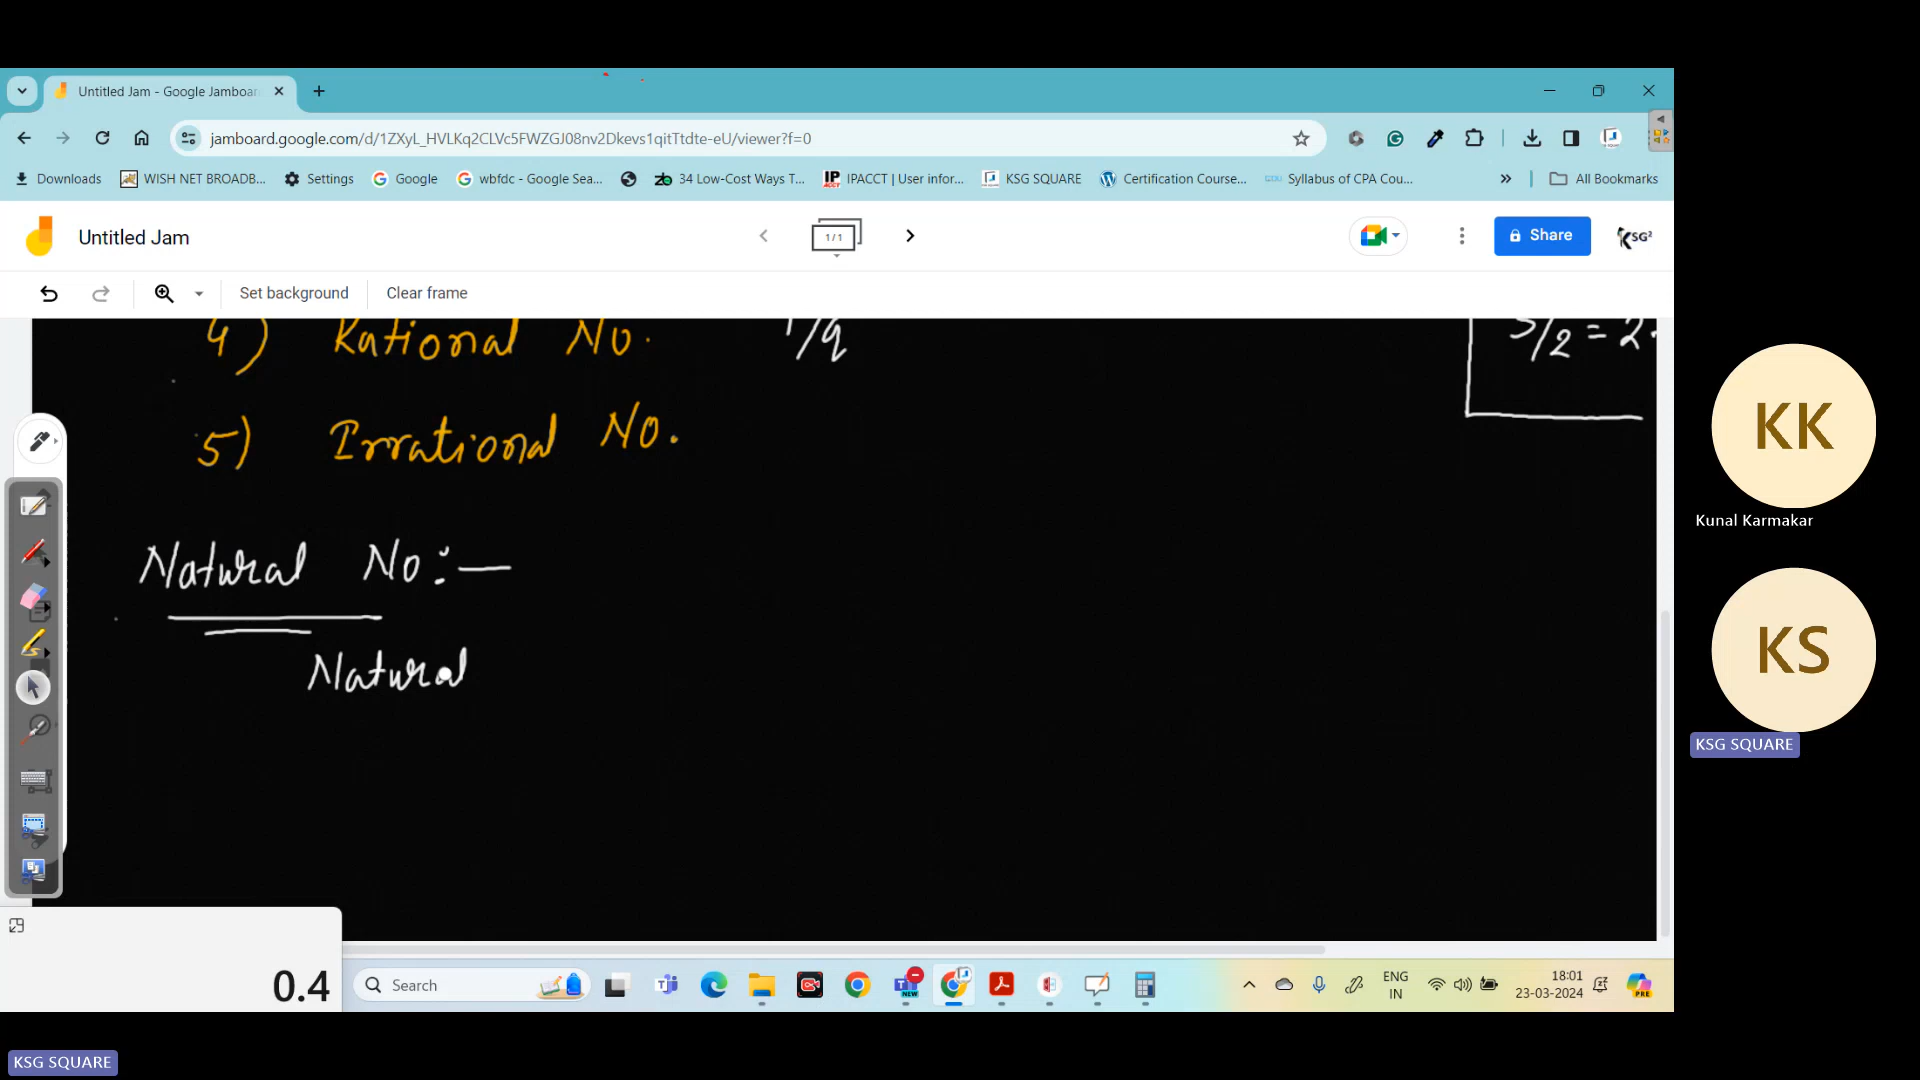 Untitled Jam - Google Jamboar
jamboard.google.com/d/1ZXyL_HVLKq2CLVc5FWZGJ08nv2Dkevs1qitTtdte-eU/viewer?f=0
Downloads WISH NET BROADB... Settings Google wbfdc - Google Sea... 34 Low-Cost Ways T... IPACCT | User infor... KSG SQUARE Certification Course... Syllabus of CPA Cou... » All Bookmarks
Untitled Jam 1/1 Share KSG²
Set background Clear frame
4) Rational No. P/q 5/2 = 2.
5) Irrational No.
Natural No:—
Natural
KK
Kunal Karmakar
KS
KSG SQUARE
0.4
Search ENG IN 18:01 23-03-2024
KSG SQUARE